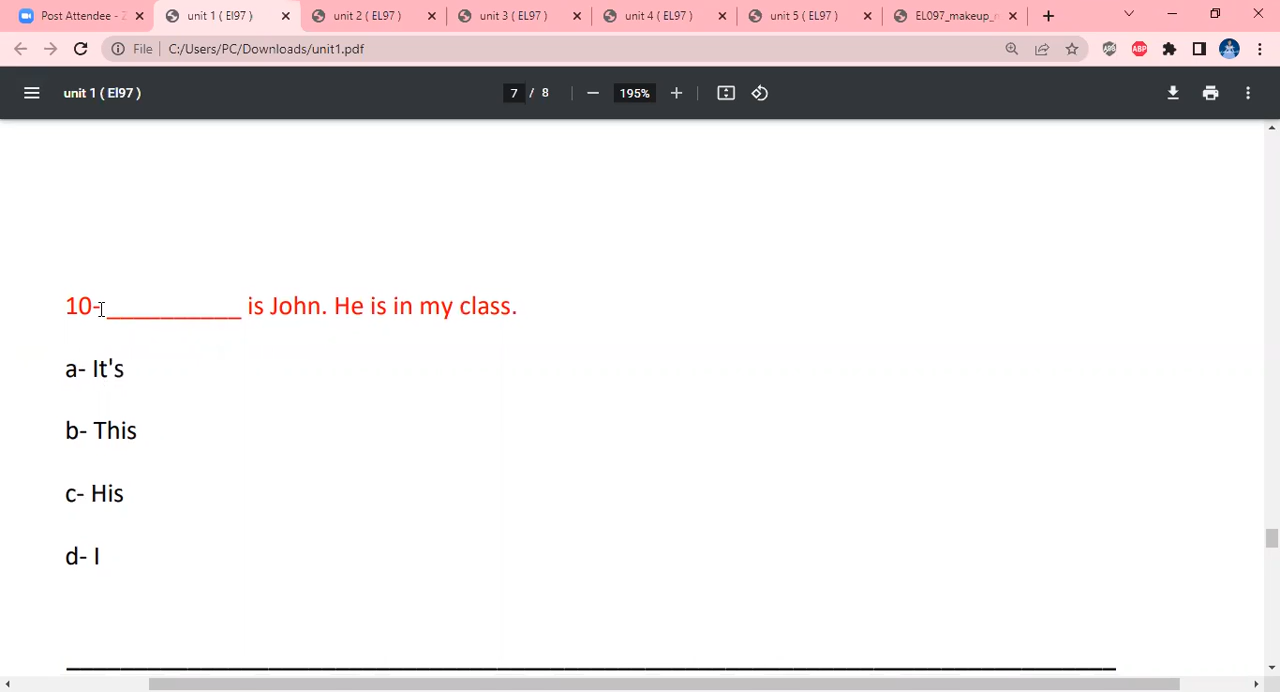 Post Attendee - Z
unit 1 ( El97 )
unit 2 ( EL97 )
unit 3 ( EL97 )
unit 4 ( EL97 )
unit 5 ( EL97 )
EL097_makeup_
File C:/Users/PC/Downloads/unit1.pdf
unit 1 ( El97 ) 7 / 8 195%
10- __________ is John. He is in my class.
a- It's
b- This
c- His
d- I